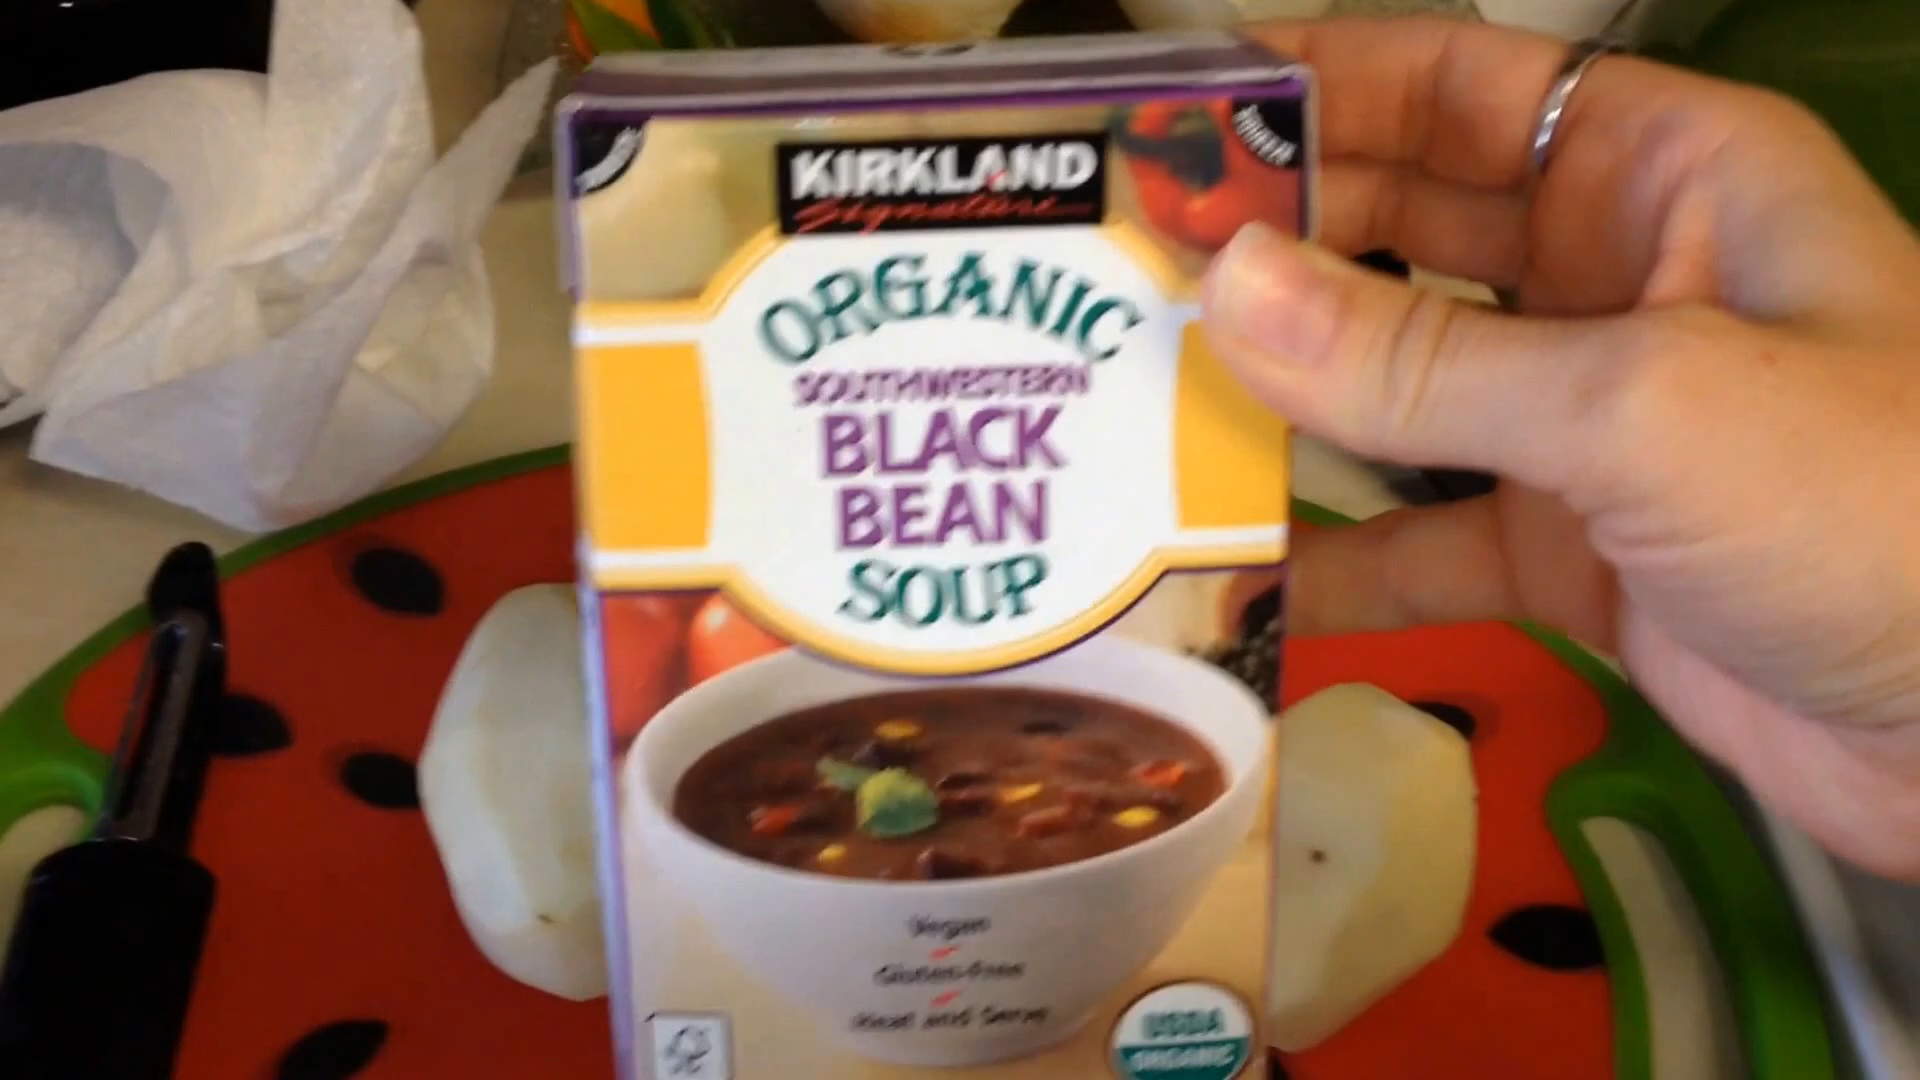 KIRKLAND
Signature
ORGANIC
SOUTHWESTERN
BLACK
BEAN
SOUP
Vegan
Gluten-Free
Heat and Serve
USDA
ORGANIC